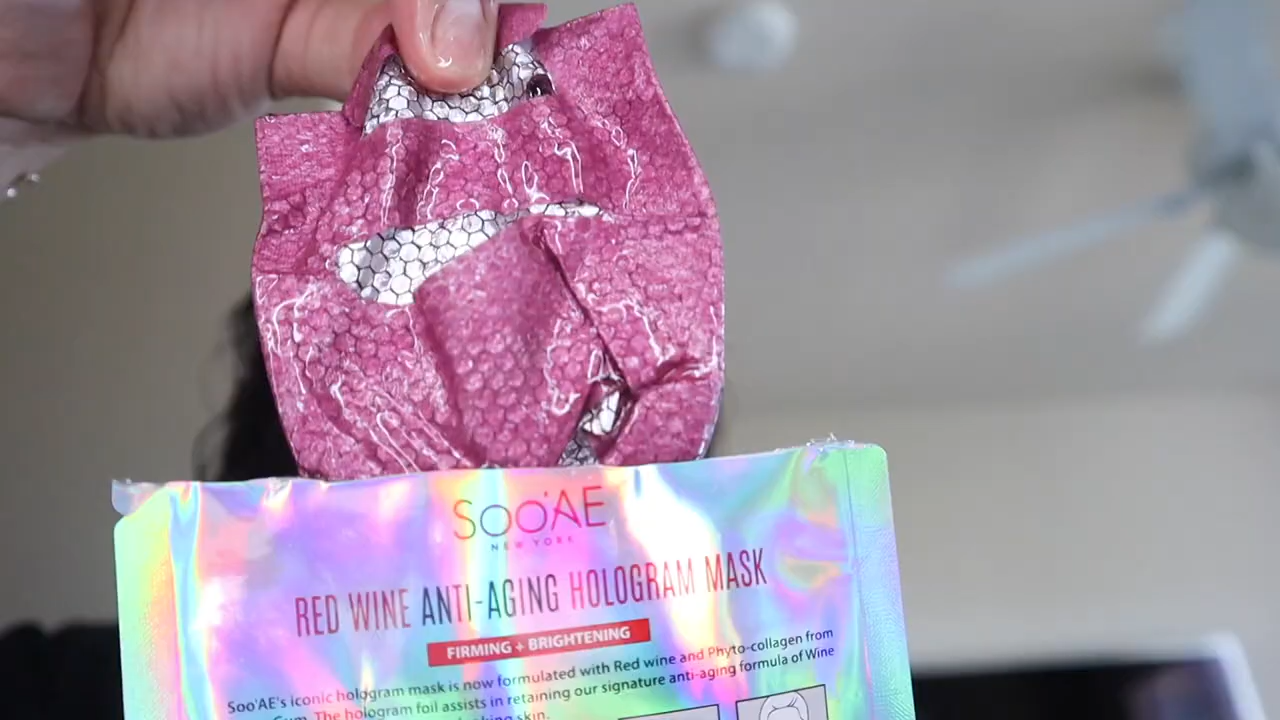 Soo'AE
NEW YORK
RED WINE ANTI-AGING HOLOGRAM MASK
FIRMING + BRIGHTENING
Soo'AE's iconic hologram mask is now formulated with Red wine and Phyto-collagen from
Gum. The hologram foil assists in retaining our signature anti-aging formula of Wine
skin.